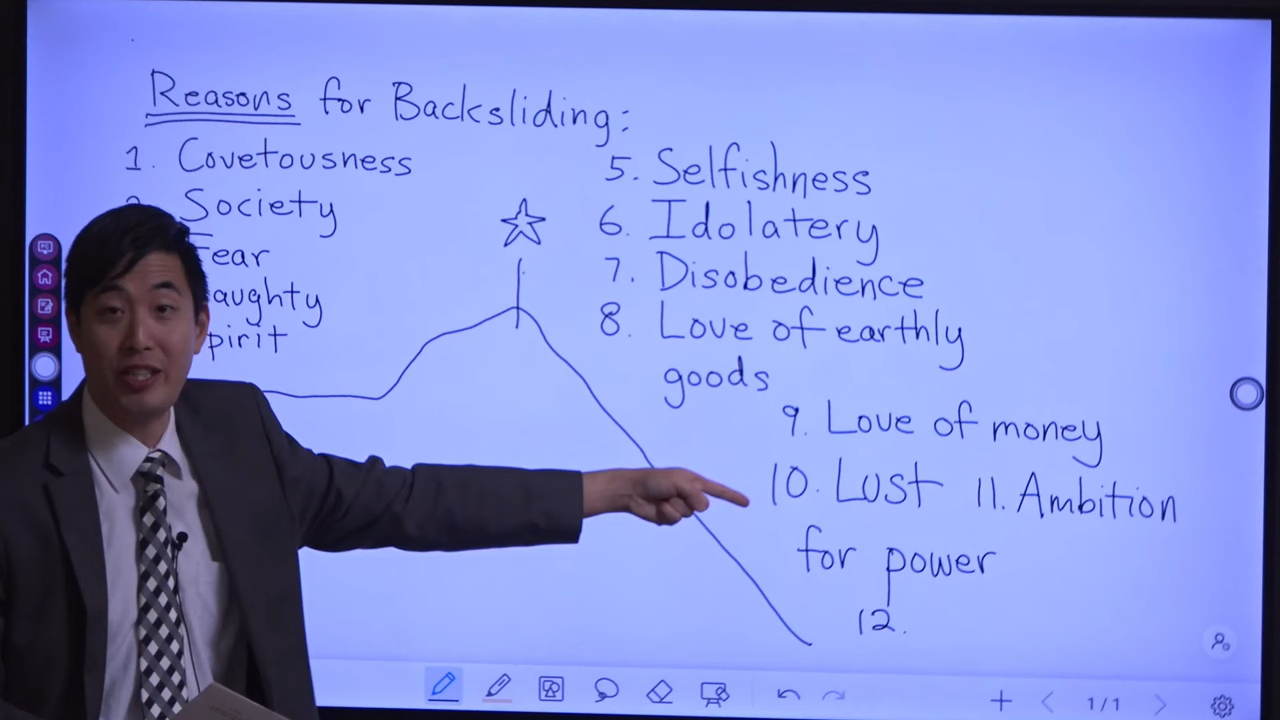 Reasons for Backsliding:
1. Covetousness
Society
Fear
aughty
pirit
5. Selfishness
6. Idolatery
7. Disobedience
8. Love of earthly
goods
9. Love of money
10. Lust 11. Ambition
for power
12.
1/1